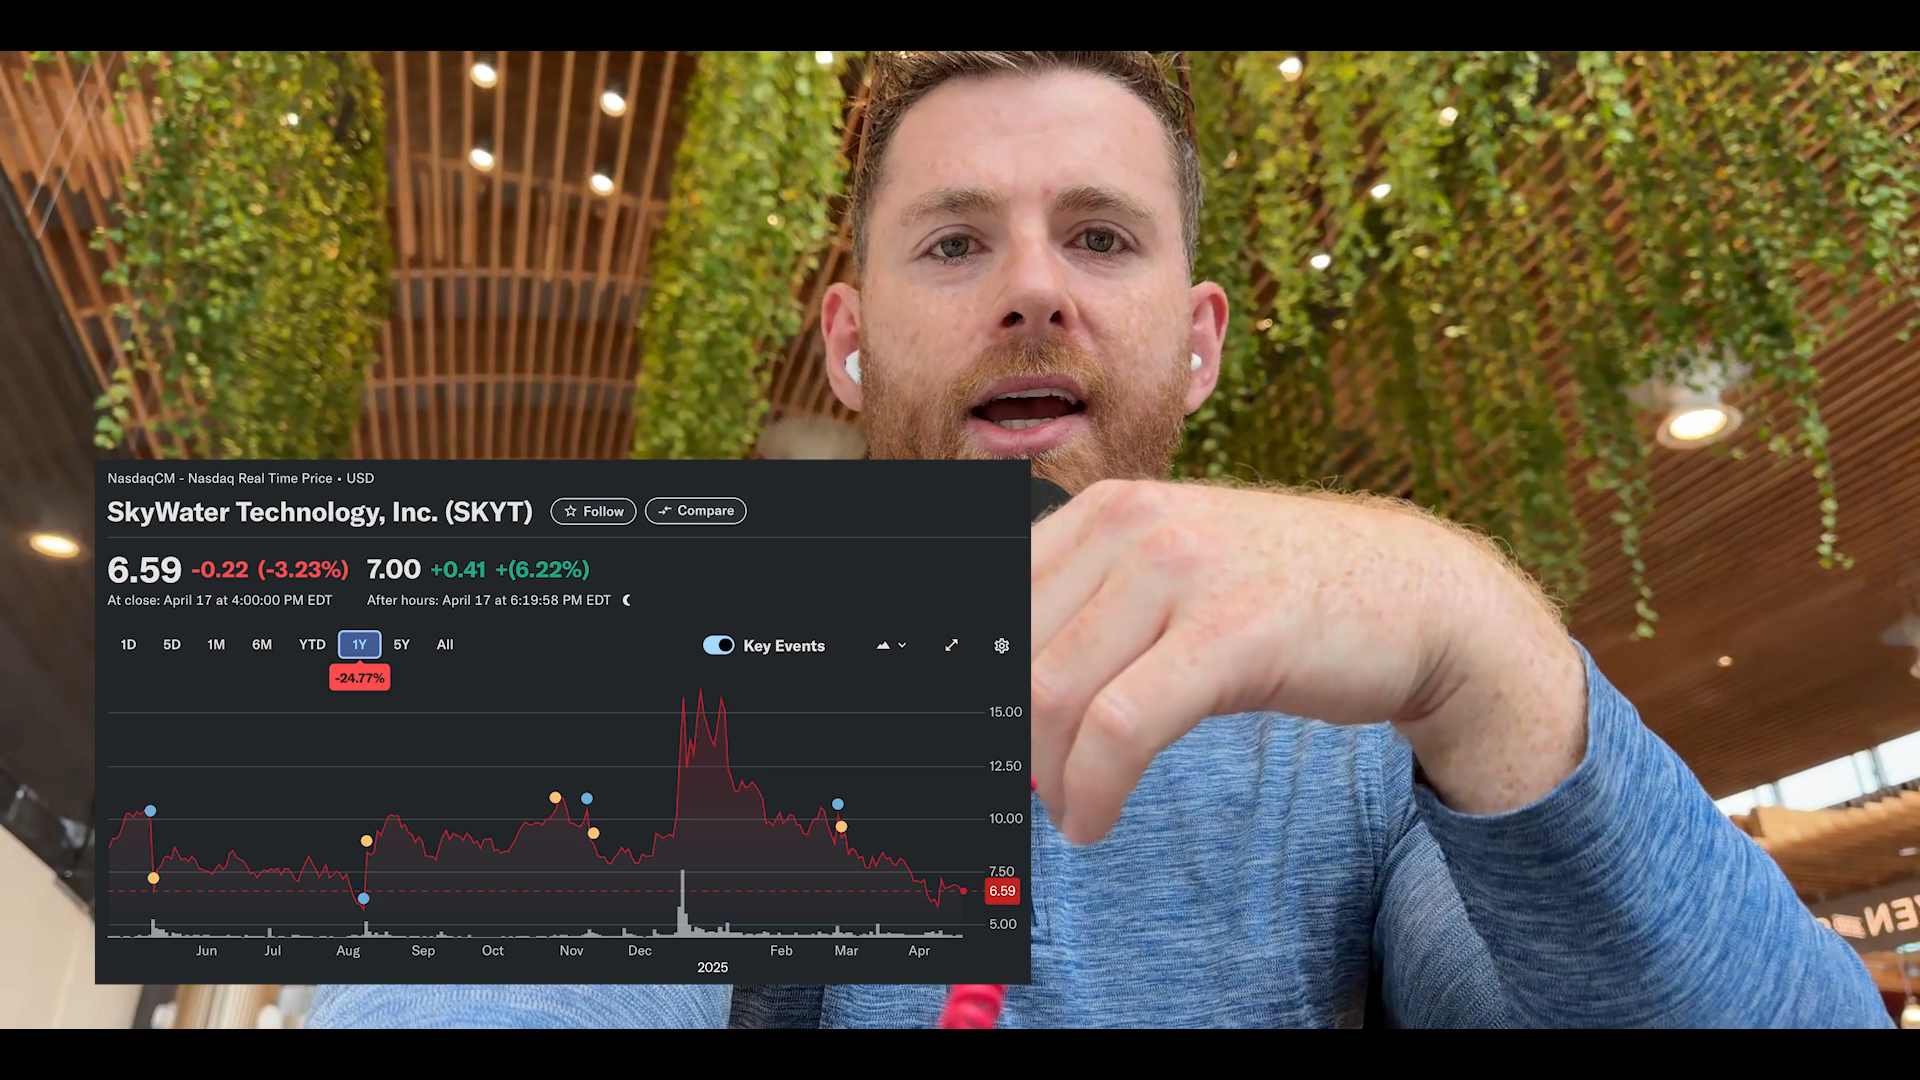 NasdaqCM - Nasdaq Real Time Price • USD
SkyWater Technology, Inc. (SKYT) Follow Compare
6.59 -0.22 (-3.23%) 7.00 +0.41 +(6.22%)
At close: April 17 at 4:00:00 PM EDT After hours: April 17 at 6:19:58 PM EDT
1D 5D 1M 6M YTD 1Y 5Y All Key Events
-24.77%
15.00
12.50
10.00
7.50
6.59
5.00
Jun Jul Aug Sep Oct Nov Dec Feb Mar Apr
2025